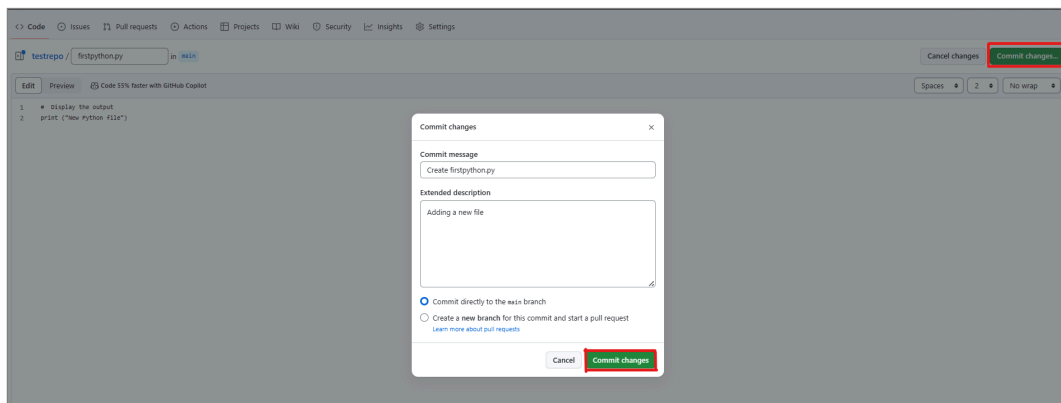 <> Code Issues Pull requests Actions Projects Wiki Security Insights Settings
testrepo / firstpython.py in main Cancel changes Commit changes...
Edit Preview Code 55% faster with GitHub Copilot Spaces 2 No wrap
1 # Display the output
2 print ("New Python file")
Commit changes
Commit message
Create firstpython.py
Extended description
Adding a new file
Commit directly to the main branch
Create a new branch for this commit and start a pull request
Learn more about pull requests
Cancel Commit changes